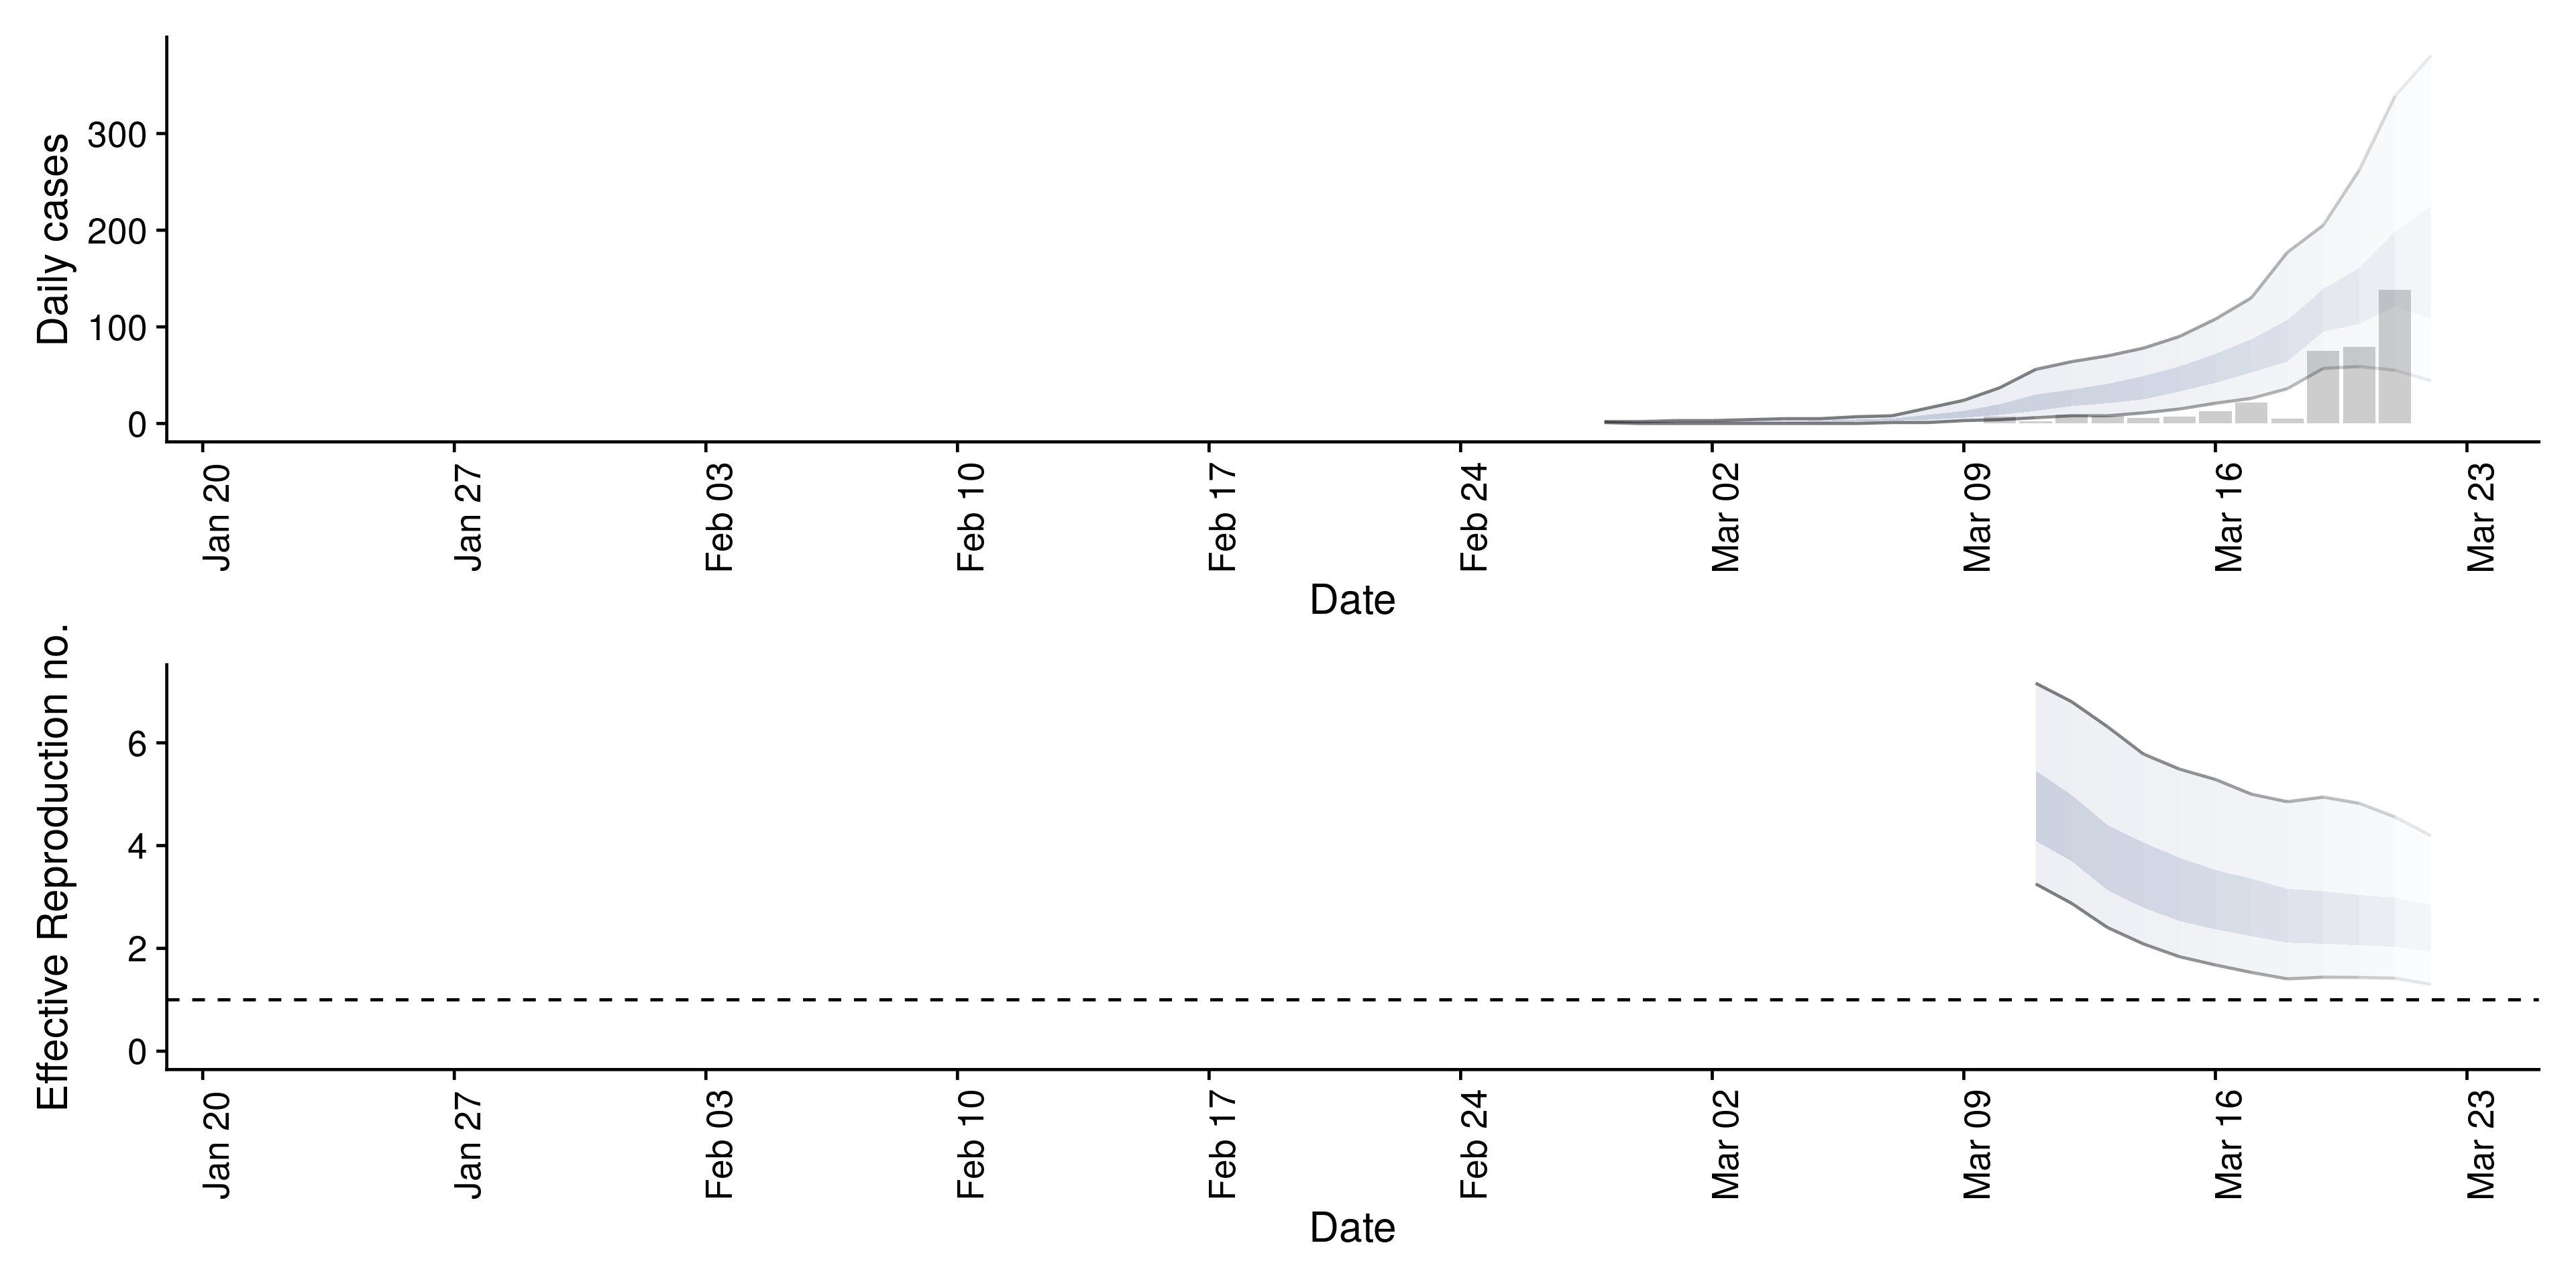 Daily cases
300
200
100
0
Jan 20
Jan 27
Feb 03
Feb 10
Feb 17
Feb 24
Mar 02
Mar 09
Mar 16
Mar 23
Date
Effective Reproduction no.
6
4
2
0
Jan 20
Jan 27
Feb 03
Feb 10
Feb 17
Feb 24
Mar 02
Mar 09
Mar 16
Mar 23
Date